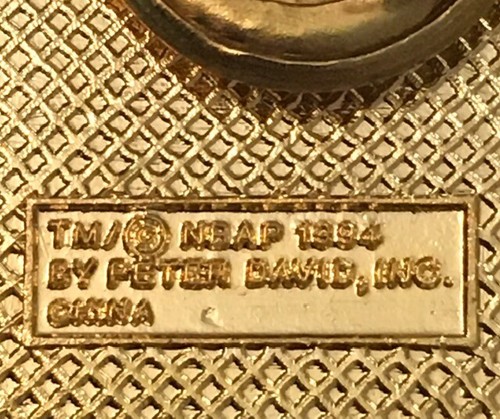 TM/© NBAP 1994
BY PETER DAVID, INC.
CHINA